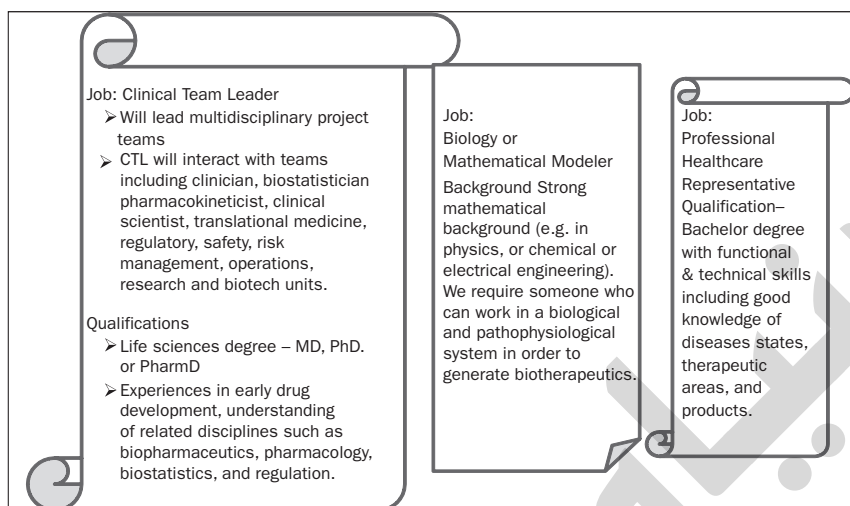 Job: Clinical Team Leader
➢ Will lead multidisciplinary project
teams
➢ CTL will interact with teams
including clinician, biostatistician
pharmacokineticist, clinical
scientist, translational medicine,
regulatory, safety, risk
management, operations,
research and biotech units.
Qualifications
➢ Life sciences degree – MD, PhD.
or PharmD
➢ Experiences in early drug
development, understanding
of related disciplines such as
biopharmaceutics, pharmacology,
biostatistics, and regulation.
Job:
Biology or
Mathematical Modeler
Background Strong
mathematical
background (e.g. in
physics, or chemical or
electrical engineering).
We require someone who
can work in a biological
and pathophysiological
system in order to
generate biotherapeutics.
Job:
Professional
Healthcare
Representative
Qualification–
Bachelor degree
with functional
& technical skills
including good
knowledge of
diseases states,
therapeutic
areas, and
products.